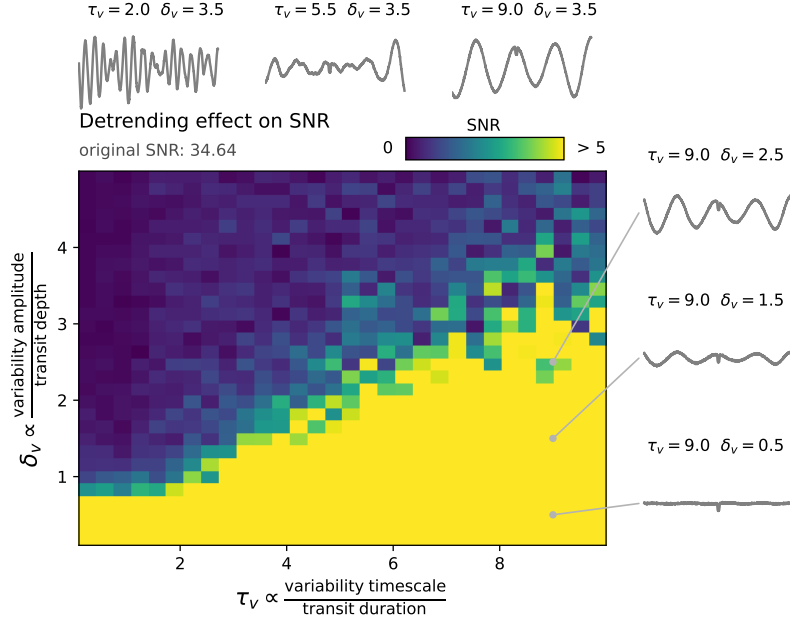 τᵥ = 2.0 δᵥ = 3.5
τᵥ = 5.5 δᵥ = 3.5
τᵥ = 9.0 δᵥ = 3.5
Detrending effect on SNR
original SNR: 34.64
SNR
0
> 5
τᵥ = 9.0 δᵥ = 2.5
τᵥ = 9.0 δᵥ = 1.5
τᵥ = 9.0 δᵥ = 0.5
4
3
2
1
δᵥ ∝ variability amplitude
transit depth
2 4 6 8
τᵥ ∝ variability timescale
transit duration